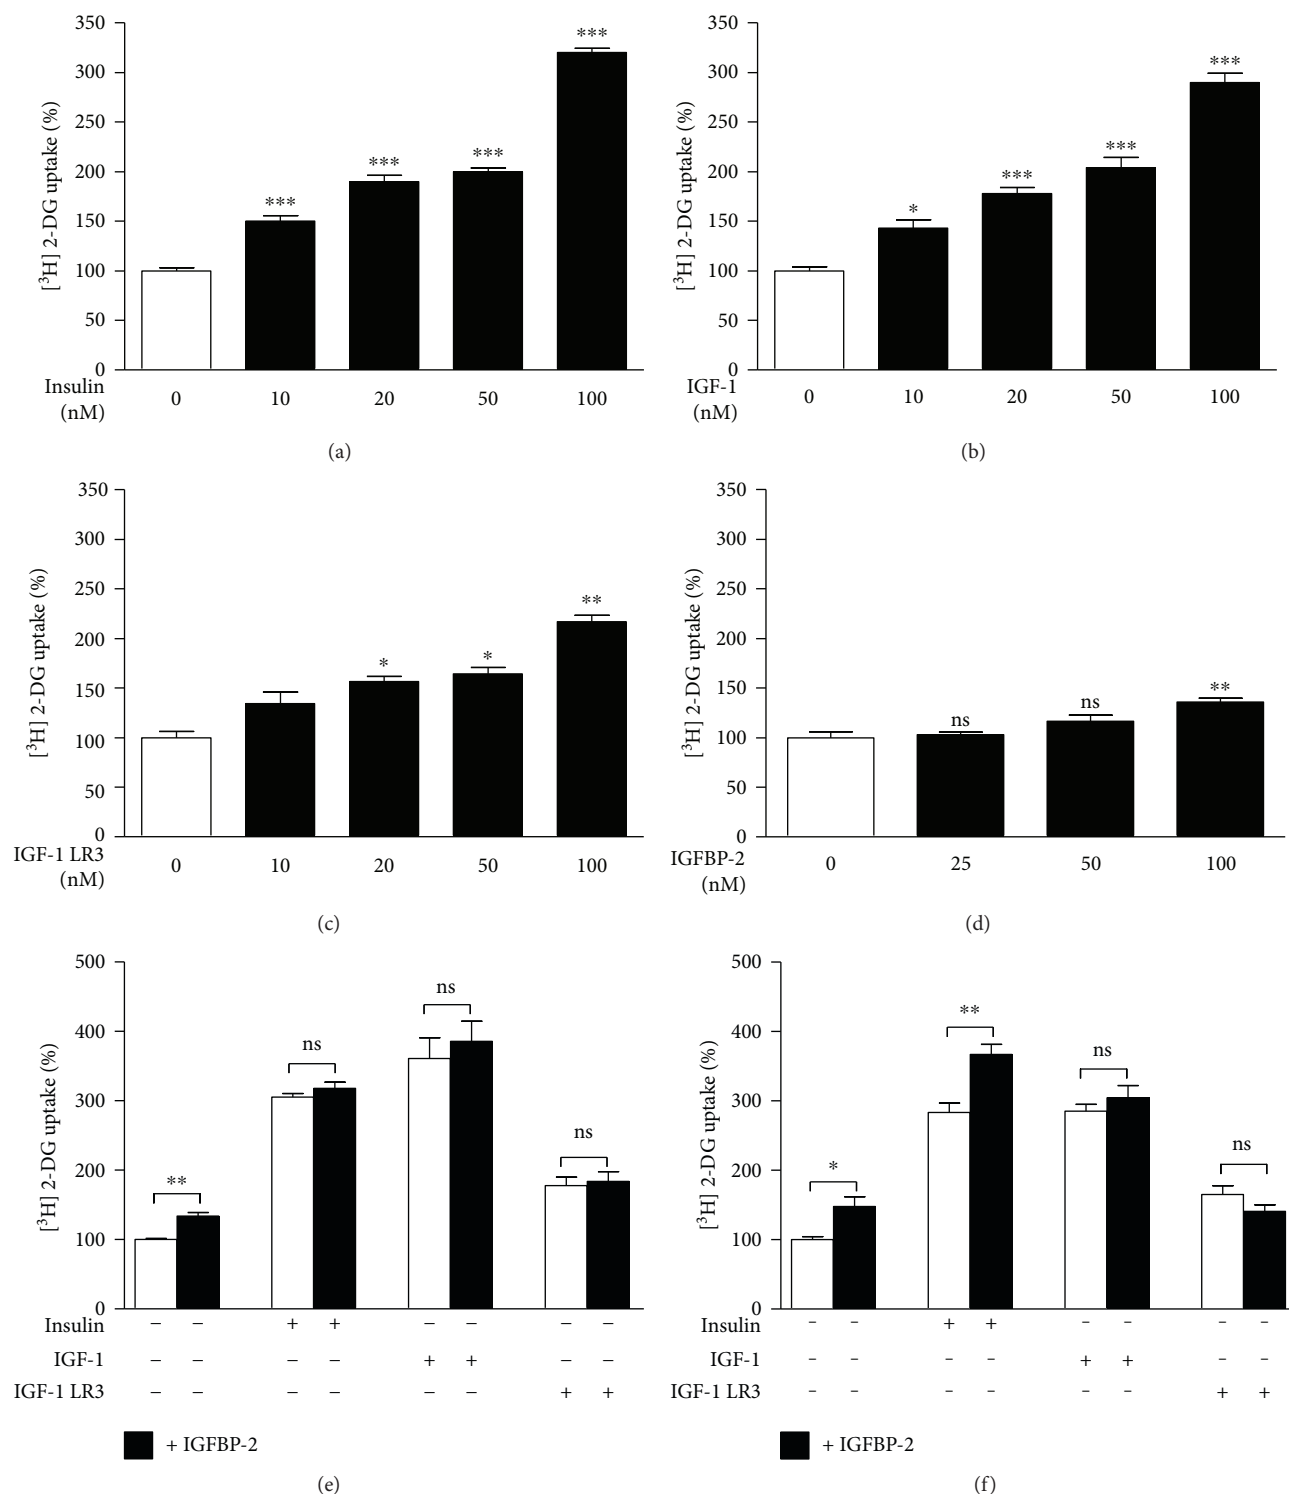 350
300
250
200
150
100
50
0
[³H] 2-DG uptake (%)
***
***
***
***
Insulin
(nM)
0 10 20 50 100
(a)
350
300
250
200
150
100
50
0
[³H] 2-DG uptake (%)
*
***
***
***
IGF-1
(nM)
0 10 20 50 100
(b)
350
300
250
200
150
100
50
0
[³H] 2-DG uptake (%)
*
*
**
IGF-1 LR3
(nM)
0 10 20 50 100
(c)
350
300
250
200
150
100
50
0
[³H] 2-DG uptake (%)
ns
ns
**
IGFBP-2
(nM)
0 25 50 100
(d)
500
400
300
200
100
0
[³H] 2-DG uptake (%)
**
ns
ns
ns
Insulin − − + + − − − −
IGF-1 − − − − + + − −
IGF-1 LR3 − − − − − − + +
+ IGFBP-2
(e)
500
400
300
200
100
0
[³H] 2-DG uptake (%)
*
**
ns
ns
Insulin − − + + − − − −
IGF-1 − − − − + + − −
IGF-1 LR3 − − − − − − + +
+ IGFBP-2
(f)